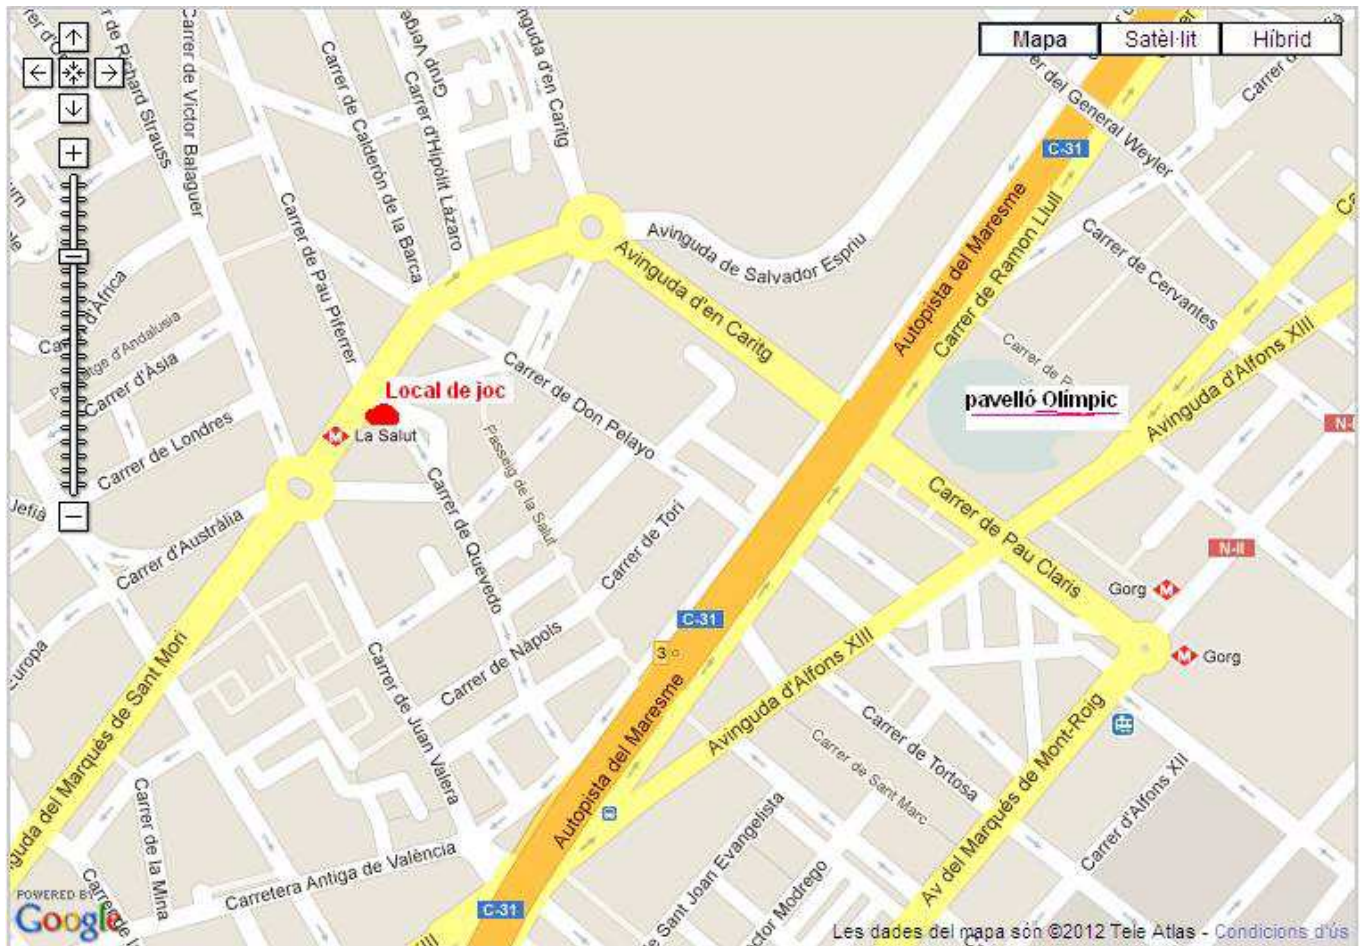 Mapa
Satèl·lit
Híbrid
Carrer de Richard Strauss
Carrer de Víctor Balaguer
Carrer de Calderón de la Barca
Carrer d'Hipòlit Lázaro
Grup Verge
Avinguda d'en Caritg
Carrer de Pau Piferrer
Avinguda de Salvador Espriu
Avinguda d'en Caritg
C-31
Autopista del Maresme
Carrer de Ramon Llull
er del General Weyler
Carrer de Cervantes
Carrer d'Àfrica
Passatge d'Andalusia
Carrer d'Àsia
Carrer de Londres
Local de joc
La Salut
pavelló Olímpic
Avinguda d'Alfons XIII
Carrer de Don Pelayo
Passeig de la Salut
Carrer de Quevedo
Carrer de Tori
Jefià
Carrer d'Austràlia
Carrer de Pau Claris
N-II
Gorg
Gorg
C-31
3
Carrer de Nàpols
Carrer de Juan Valera
Europa
nguda del Marquès de Sant Mori
Autopista del Maresme
Avinguda d'Alfons XIII
Carrer de Tortosa
Carrer de Sant Marc
Av del Marquès de Mont-Roig
Carrer d'Alfons XII
Carrer de la Mina
Carretera Antiga de València
de Sant Joan Evangelista
ctor Modrego
C-31
POWERED BY
Google
Les dades del mapa són ©2012 Tele Atlas - Condicions d'ús